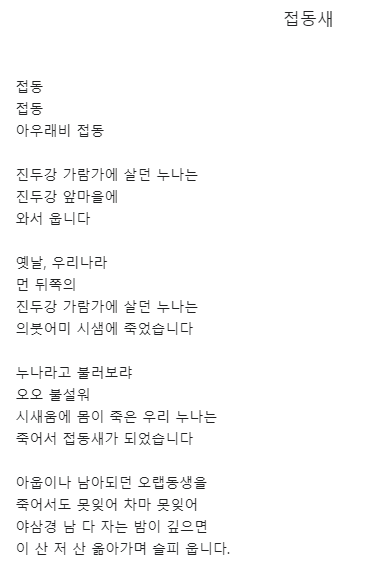 접동새
접동
접동
아우래비 접동
진두강 가람가에 살던 누나는
진두강 앞마을에
와서 웁니다
옛날, 우리나라
먼 뒤쪽의
진두강 가람가에 살던 누나는
의붓어미 시샘에 죽었습니다
누나라고 불러보랴
오오 불설워
시새움에 몸이 죽은 우리 누나는
죽어서 접동새가 되었습니다
아웁이나 남아되던 오랩동생을
죽어서도 못잊어 차마 못잊어
야삼경 남 다 자는 밤이 깊으면
이 산 저 산 옮아가며 슬피 웁니다.